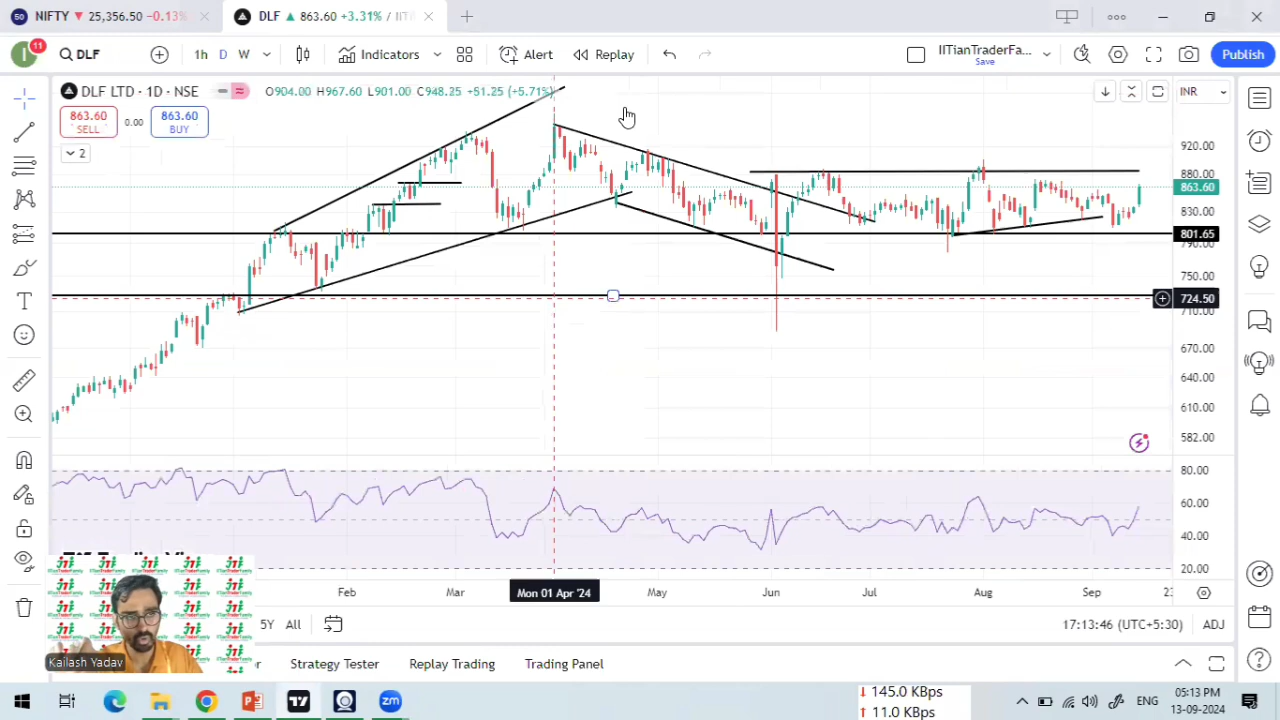 50 NIFTY ▼ 25,356.50 −0.13%
DLF ▲ 863.60 +3.31% / IITi
11
DLF
1h D W
Indicators
Alert
Replay
IITianTraderFa...
Save
Publish
DLF LTD · 1D · NSE
O904.00 H967.60 L901.00 C948.25 +51.25 (+5.71%)
INR
863.60
SELL
0.00
863.60
BUY
2
920.00
880.00
863.60
830.00
801.65
790.00
750.00
724.50
710.00
670.00
640.00
610.00
582.00
80.00
60.00
40.00
20.00
Feb Mar Mon 01 Apr '24 May Jun Jul Aug Sep 23
5Y All
17:13:46 (UTC+5:30) ADJ
Kailash Yadav
Strategy Tester Replay Trading Trading Panel
↓ 145.0 KBps
↑ 11.0 KBps
ENG
05:13 PM
13-09-2024